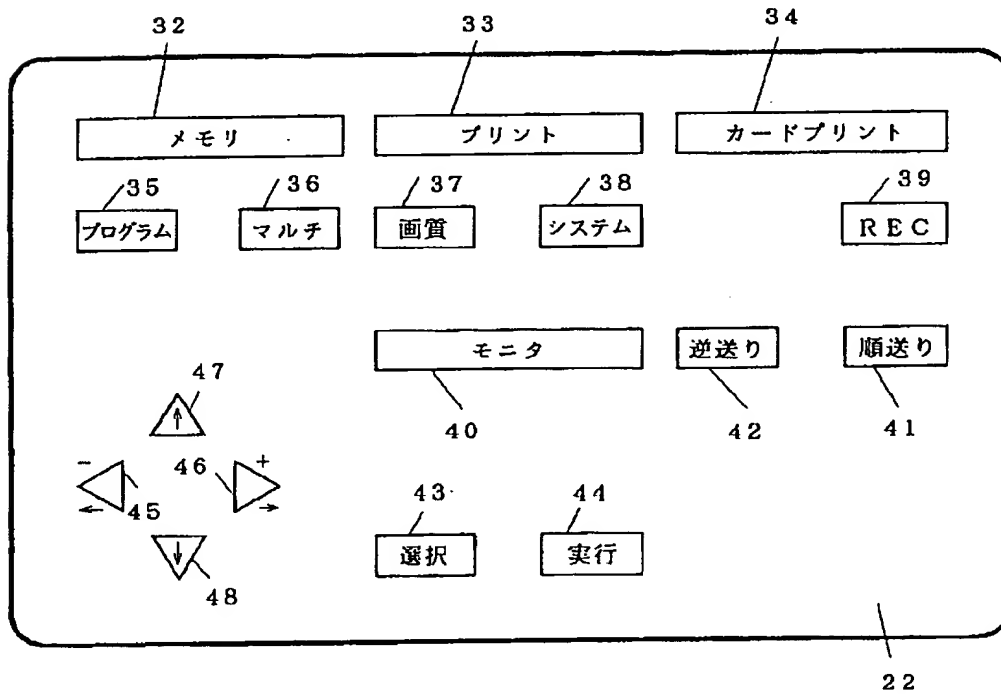 32 33 34
メモリ プリント カードプリント
35 36 37 38 39
プログラム マルチ 画質 システム REC
モニタ 逆送り 順送り
47 40 42 41
↑
- 46 +
← 45 →
43 44
選択 実行
↓
48
22